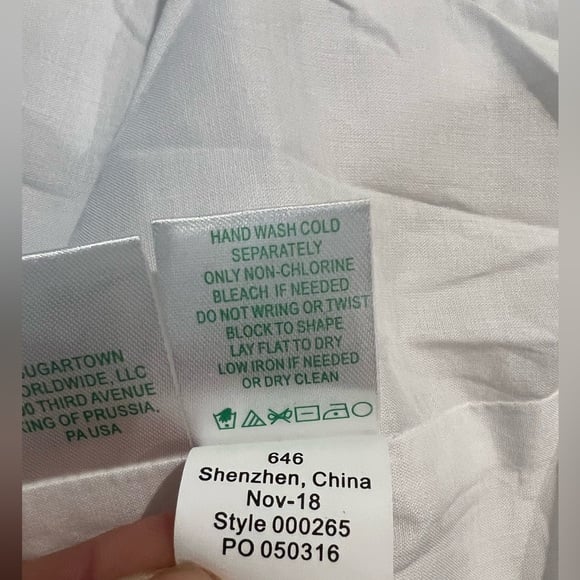 HAND WASH COLD
SEPARATELY
ONLY NON-CHLORINE
BLEACH IF NEEDED
DO NOT WRING OR TWIST
BLOCK TO SHAPE
LAY FLAT TO DRY
LOW IRON IF NEEDED
OR DRY CLEAN
UGARTOWN
ORLDWIDE, LLC
0 THIRD AVENUE
ING OF PRUSSIA,
PA USA
646
Shenzhen, China
Nov-18
Style 000265
PO 050316